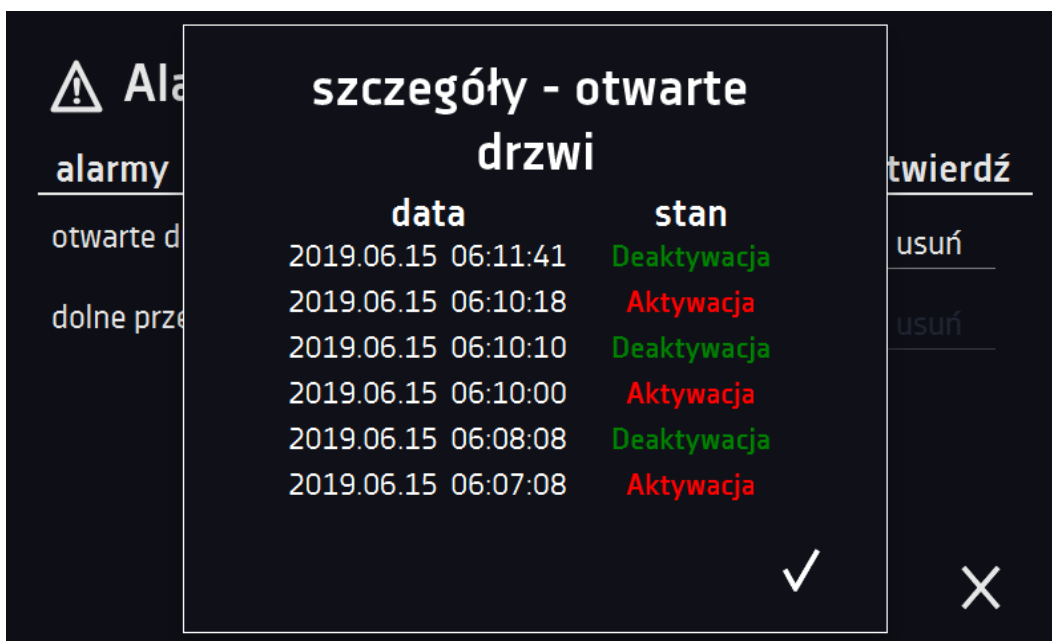 Ala
szczegóły - otwarte
drzwi
alarmy
twierdź
data stan
otwarte d
usuń
2019.06.15 06:11:41 Deaktywacja
2019.06.15 06:10:18 Aktywacja
dolne prze
usuń
2019.06.15 06:10:10 Deaktywacja
2019.06.15 06:10:00 Aktywacja
2019.06.15 06:08:08 Deaktywacja
2019.06.15 06:07:08 Aktywacja